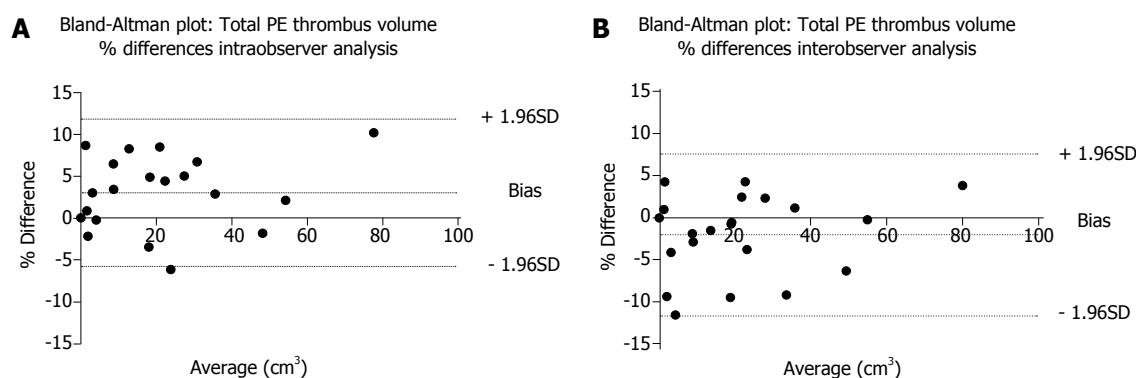 A
Bland-Altman plot: Total PE thrombus volume
% differences intraobserver analysis
15
10
5
0
-5
-10
-15
20
40
60
80
100
% Difference
Average (cm³)
+ 1.96SD
Bias
- 1.96SD
B
Bland-Altman plot: Total PE thrombus volume
% differences interobserver analysis
15
10
5
0
-5
-10
-15
20
40
60
80
100
% Difference
Average (cm³)
+ 1.96SD
Bias
- 1.96SD